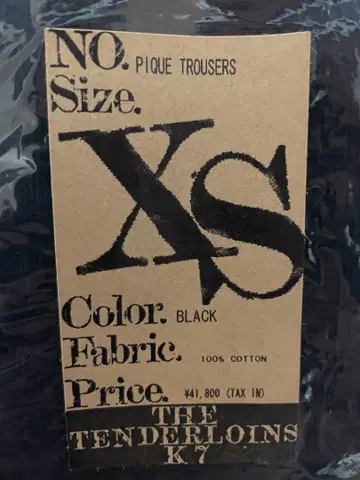 NO. PIQUE TROUSERS
Size.
XS
Color. BLACK
Fabric. 100% COTTON
Price. ¥41,800 (TAX IN)
THE
TENDERLOINS
K7